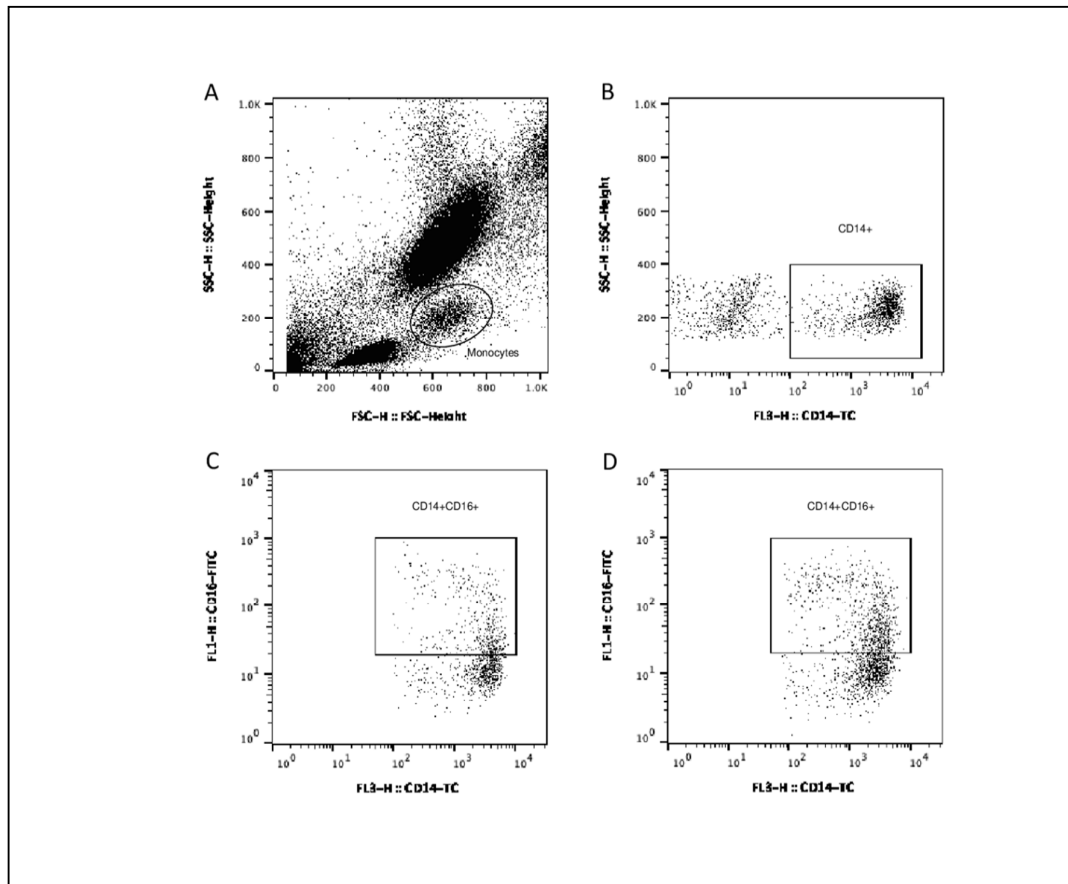 A
1.0K
800
600
400
200
0
SSC-H :: SSC-Height
Monocytes
0 200 400 600 800 1.0K
FSC-H :: FSC-Height
B
1.0K
800
600
400
200
0
SSC-H :: SSC-Height
CD14+
10^0 10^1 10^2 10^3 10^4
FL3-H :: CD14-TC
C
10^4
10^3
10^2
10^1
10^0
FL1-H :: CD16-FITC
CD14+CD16+
10^0 10^1 10^2 10^3 10^4
FL3-H :: CD14-TC
D
10^4
10^3
10^2
10^1
10^0
FL1-H :: CD16-FITC
CD14+CD16+
10^0 10^1 10^2 10^3 10^4
FL3-H :: CD14-TC